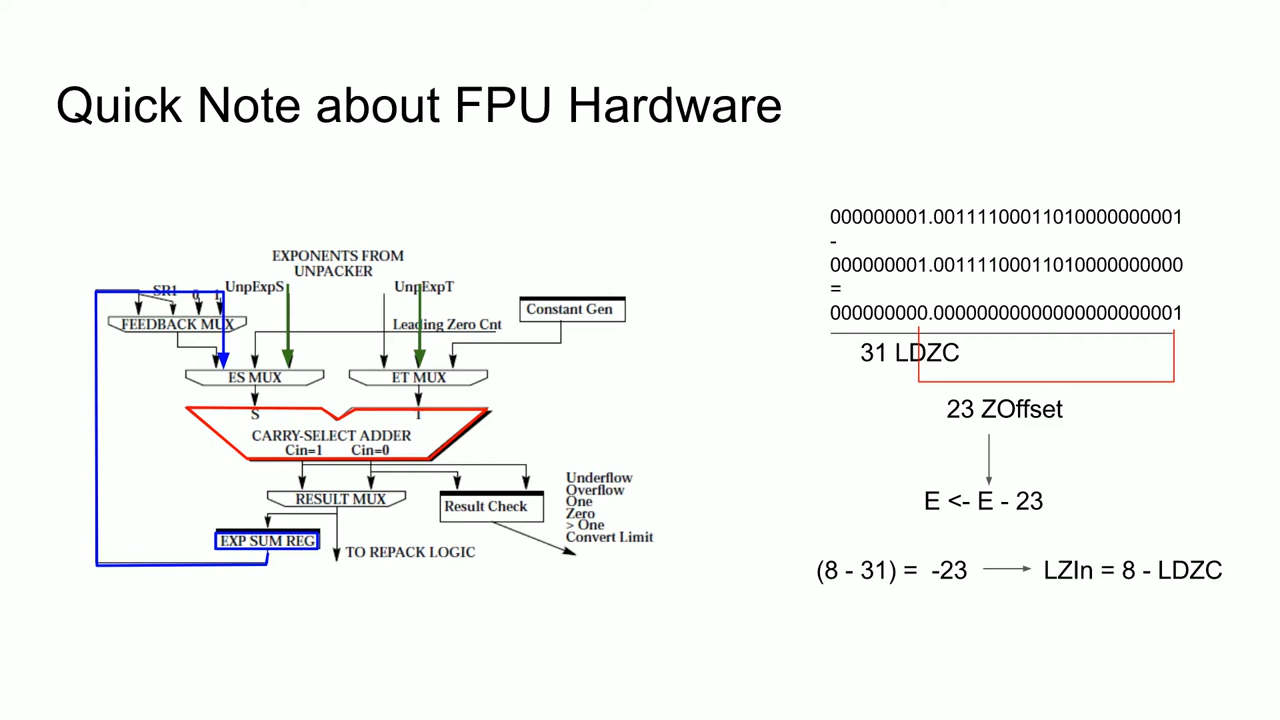 Quick Note about FPU Hardware
EXPONENTS FROM
UNPACKER
SR1
0
1
UnpExpS
UnpExpT
FEEDBACK MUX
Leading Zero Cnt
Constant Gen
ES MUX
ET MUX
S
T
CARRY-SELECT ADDER
Cin=1
Cin=0
RESULT MUX
Result Check
Underflow
Overflow
One
Zero
> One
Convert Limit
EXP SUM REG
TO REPACK LOGIC
000000001.00111100011010000000001
-
000000001.00111100011010000000000
=
000000000.00000000000000000000001
31 LDZC
23 ZOffset
E <- E - 23
(8 - 31) = -23
LZIn = 8 - LDZC